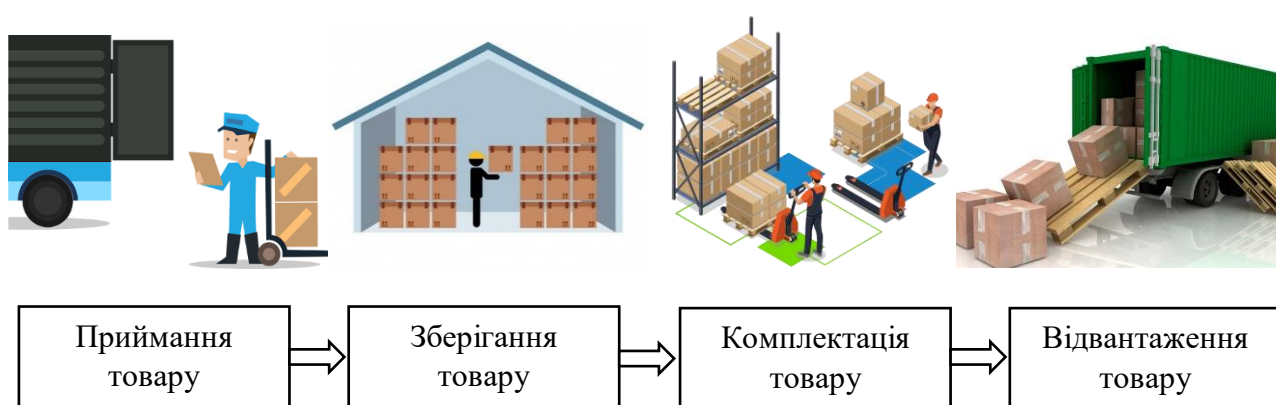 Приймання
товару
Зберігання
товару
Комплектація
товару
Відвантаження
товару